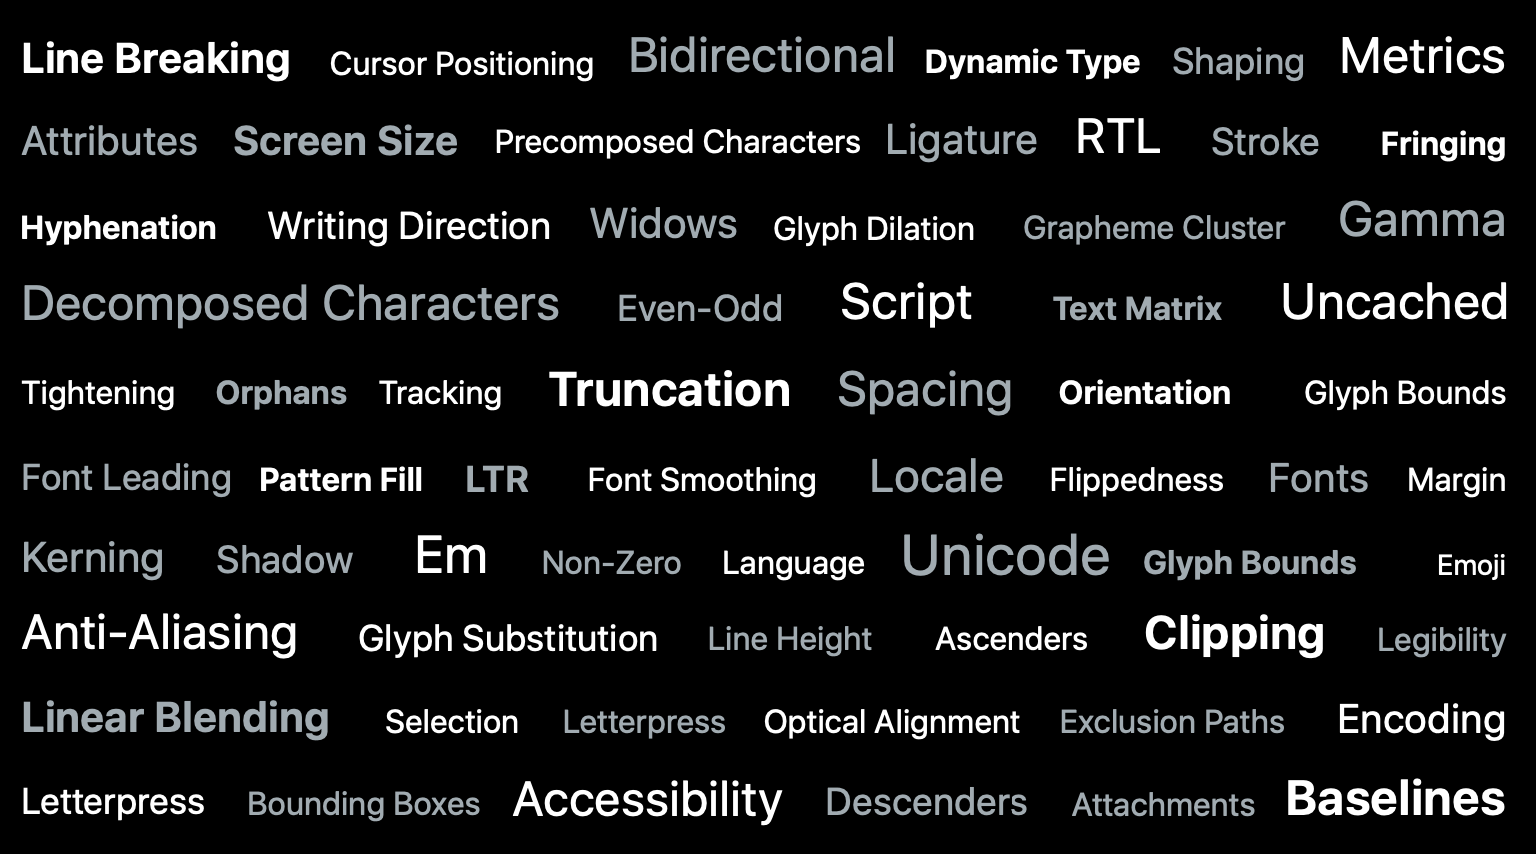 Line Breaking Cursor Positioning Bidirectional Dynamic Type Shaping Metrics
Attributes Screen Size Precomposed Characters Ligature RTL Stroke Fringing
Hyphenation Writing Direction Widows Glyph Dilation Grapheme Cluster Gamma
Decomposed Characters Even-Odd Script Text Matrix Uncached
Tightening Orphans Tracking Truncation Spacing Orientation Glyph Bounds
Font Leading Pattern Fill LTR Font Smoothing Locale Flippedness Fonts Margin
Kerning Shadow Em Non-Zero Language Unicode Glyph Bounds Emoji
Anti-Aliasing Glyph Substitution Line Height Ascenders Clipping Legibility
Linear Blending Selection Letterpress Optical Alignment Exclusion Paths Encoding
Letterpress Bounding Boxes Accessibility Descenders Attachments Baselines